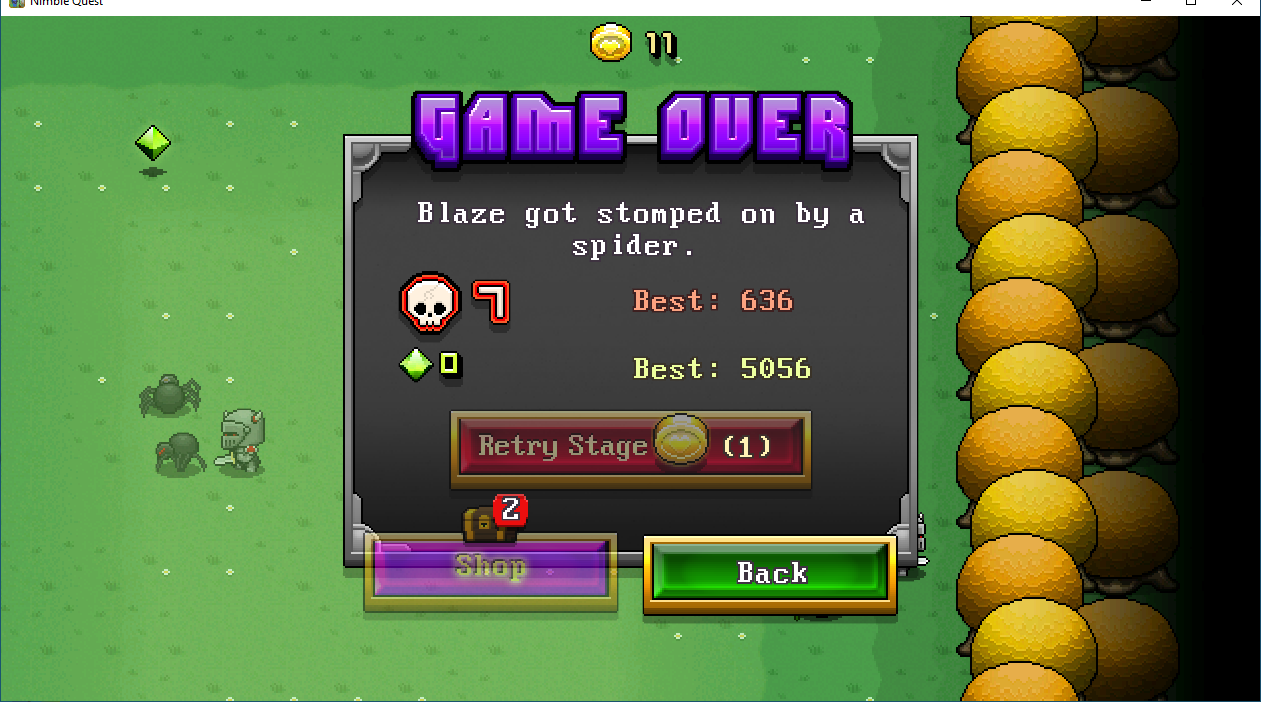 Nimble Quest
11
GAME OVER
Blaze got stomped on by a
spider.
7 Best: 636
0 Best: 5056
Retry Stage (1)
2
Shop Back